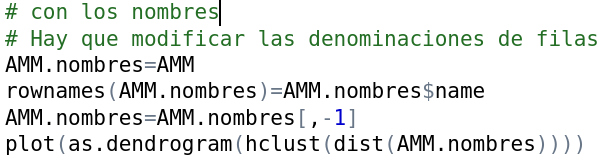 # con los nombres
# Hay que modificar las denominaciones de filas
AMM.nombres=AMM
rownames(AMM.nombres)=AMM.nombres$name
AMM.nombres=AMM.nombres[,-1]
plot(as.dendrogram(hclust(dist(AMM.nombres))))